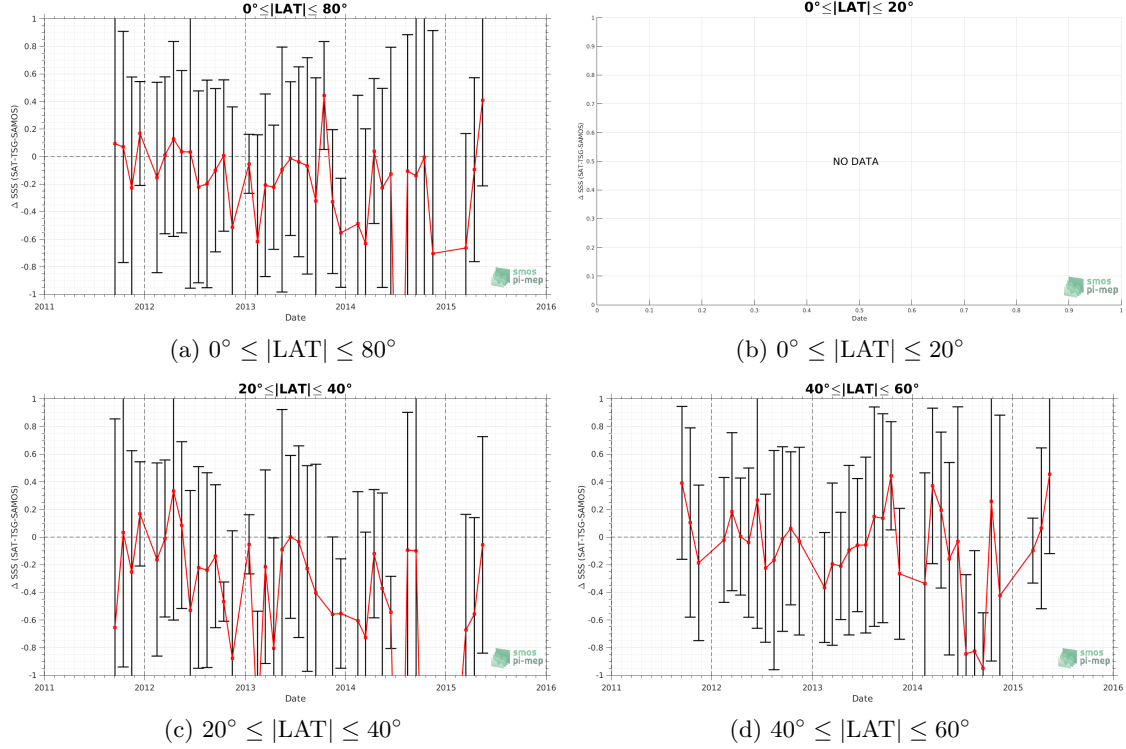 0°≤|LAT|≤ 80°
Δ SSS (SAT-TSG-SAMOS)
1
0.8
0.6
0.4
0.2
0
-0.2
-0.4
-0.6
-0.8
-1
2011 2012 2013 2014 2015 2016
Date
smos
pi-mep
(a) 0° ≤ |LAT| ≤ 80°
0°≤|LAT|≤ 20°
Δ SSS (SAT-TSG-SAMOS)
1
0.9
0.8
0.7
0.6
0.5
0.4
0.3
0.2
0.1
0
NO DATA
0 0.1 0.2 0.3 0.4 0.5 0.6 0.7 0.8 0.9 1
Date
smos
pi-mep
(b) 0° ≤ |LAT| ≤ 20°
20°≤|LAT|≤ 40°
Δ SSS (SAT-TSG-SAMOS)
1
0.8
0.6
0.4
0.2
0
-0.2
-0.4
-0.6
-0.8
-1
2011 2012 2013 2014 2015 2016
Date
smos
pi-mep
(c) 20° ≤ |LAT| ≤ 40°
40°≤|LAT|≤ 60°
Δ SSS (SAT-TSG-SAMOS)
1
0.8
0.6
0.4
0.2
0
-0.2
-0.4
-0.6
-0.8
-1
2011 2012 2013 2014 2015 2016
Date
smos
pi-mep
(d) 40° ≤ |LAT| ≤ 60°